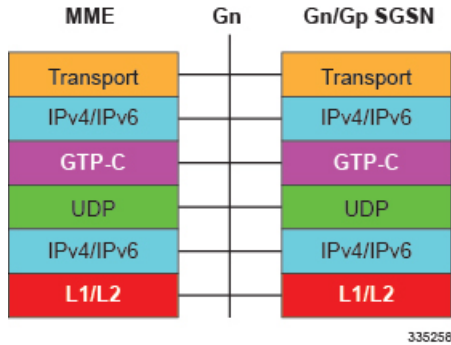 MME Gn Gn/Gp SGSN
Transport Transport
IPv4/IPv6 IPv4/IPv6
GTP-C GTP-C
UDP UDP
IPv4/IPv6 IPv4/IPv6
L1/L2 L1/L2
335258